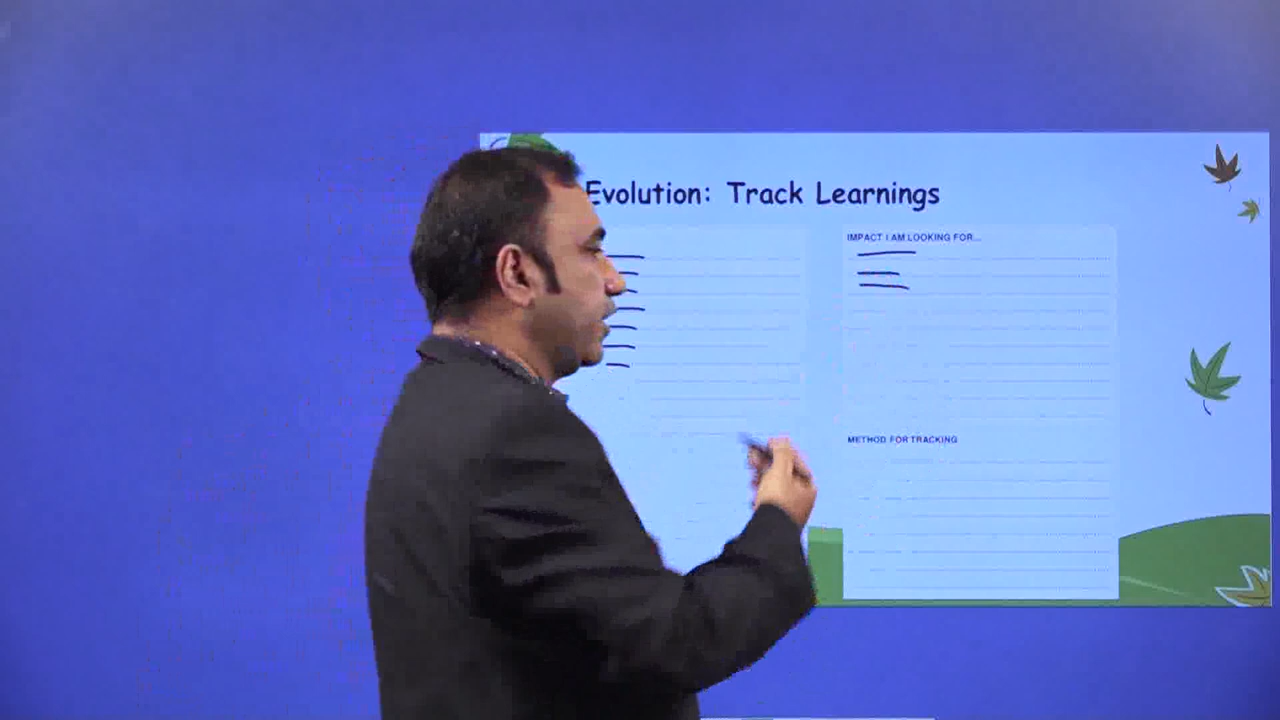 Evolution: Track Learnings
IMPACT I AM LOOKING FOR...
METHOD FOR TRACKING